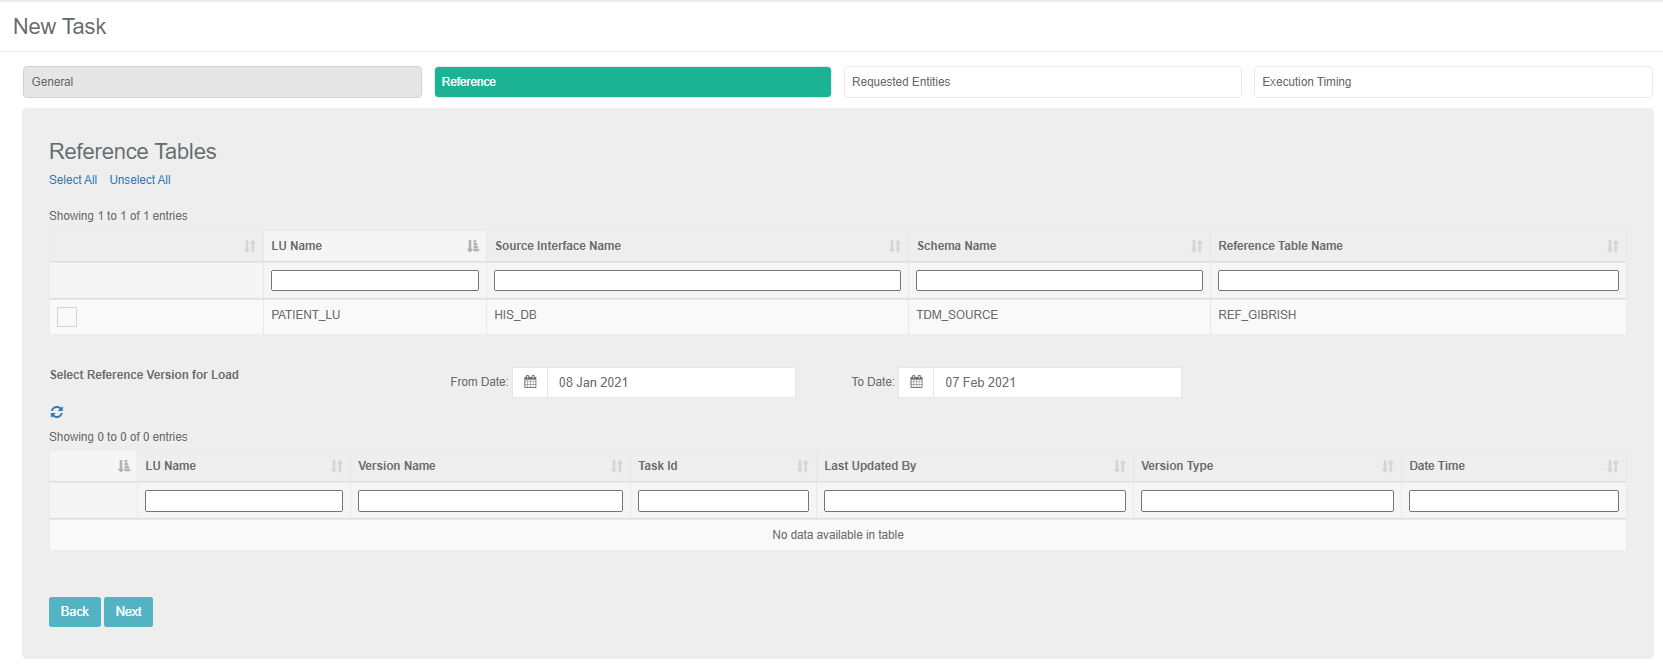 New Task
General
Reference
Requested Entities
Execution Timing
Reference Tables
Select All Unselect All
Showing 1 to 1 of 1 entries
LU Name Source Interface Name Schema Name Reference Table Name
PATIENT_LU HIS_DB TDM_SOURCE REF_GIBRISH
Select Reference Version for Load
From Date: 08 Jan 2021
To Date: 07 Feb 2021
Showing 0 to 0 of 0 entries
LU Name Version Name Task Id Last Updated By Version Type Date Time
No data available in table
Back Next